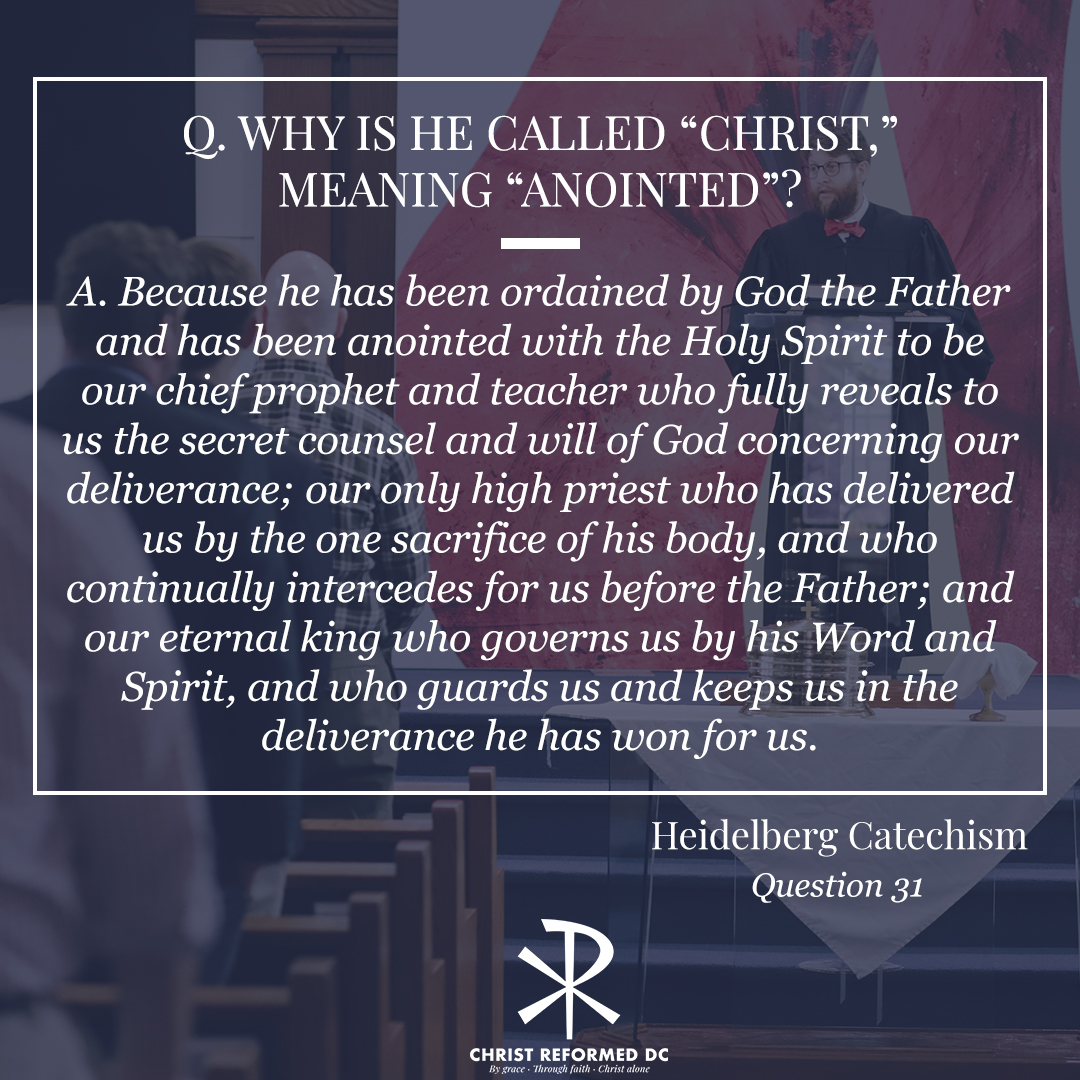 Q. WHY IS HE CALLED “CHRIST,”
MEANING “ANOINTED”?
A. Because he has been ordained by God the Father
and has been anointed with the Holy Spirit to be
our chief prophet and teacher who fully reveals to
us the secret counsel and will of God concerning our
deliverance; our only high priest who has delivered
us by the one sacrifice of his body, and who
continually intercedes for us before the Father; and
our eternal king who governs us by his Word and
Spirit, and who guards us and keeps us in the
deliverance he has won for us.
Heidelberg Catechism
Question 31
CHRIST REFORMED DC
By grace · Through faith · Christ alone